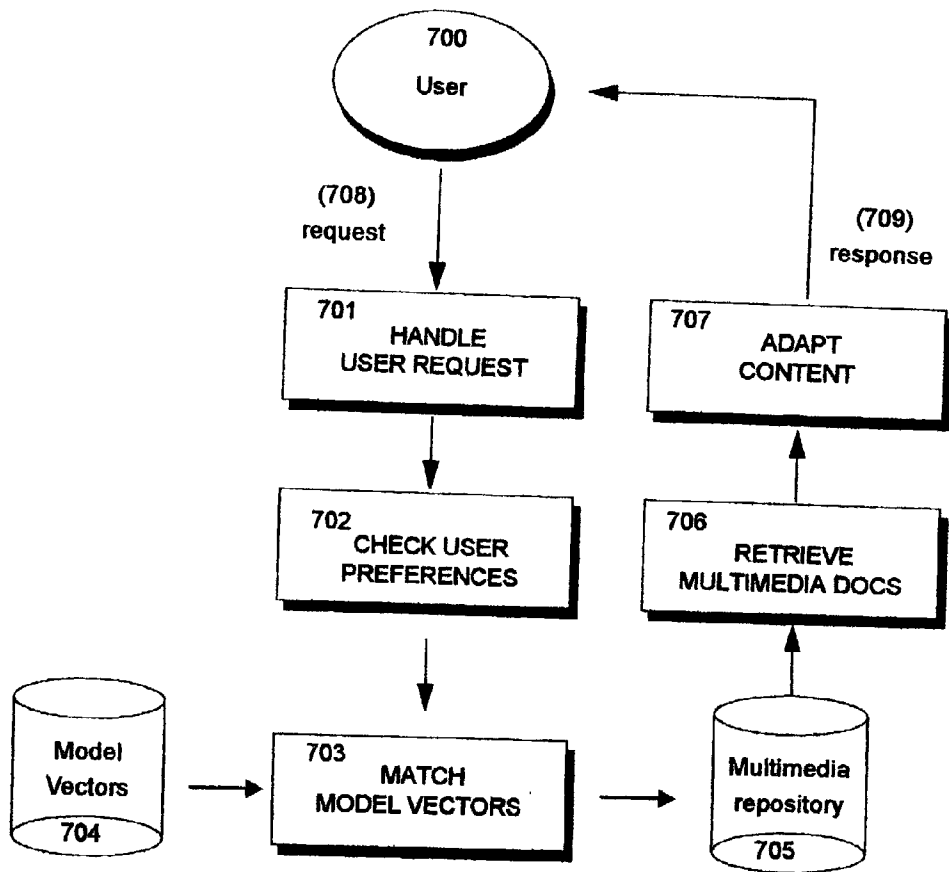 700
User
(708)
request
(709)
response
701
HANDLE
USER REQUEST
707
ADAPT
CONTENT
702
CHECK USER
PREFERENCES
706
RETRIEVE
MULTIMEDIA DOCS
Model
Vectors
704
703
MATCH
MODEL VECTORS
Multimedia
repository
705